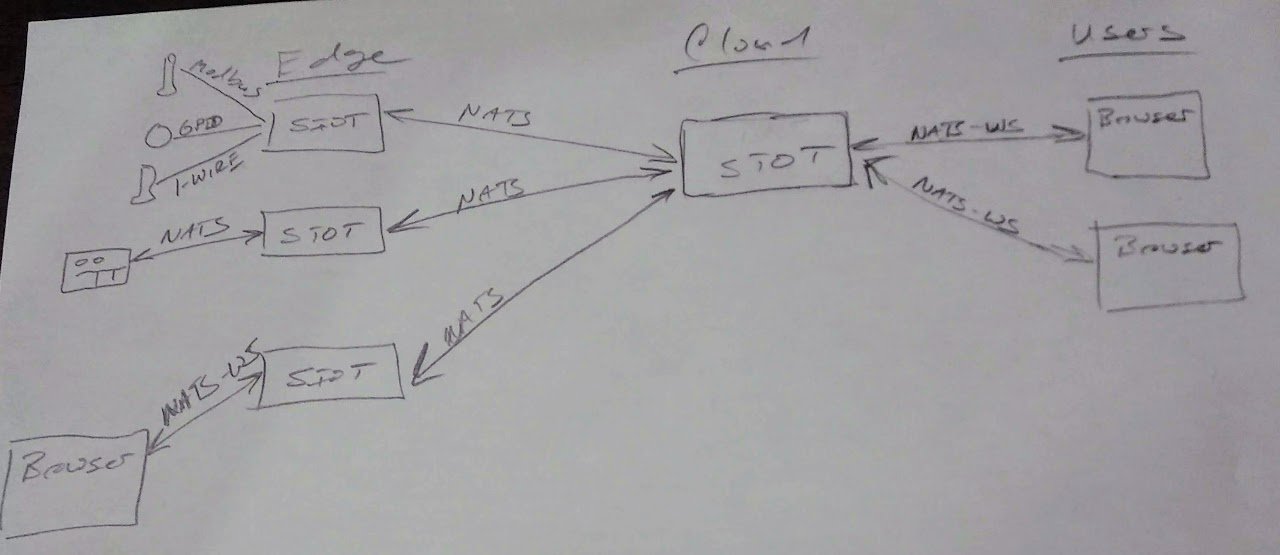 Edge
Cloud
Users
Modbus
GPIO
1-WIRE
SIOT
NATS
SIOT
NATS-WS
Browser
NATS
SIOT
NATS
NATS-WS
Browser
NATS
NATS-WS
SIOT
Browser